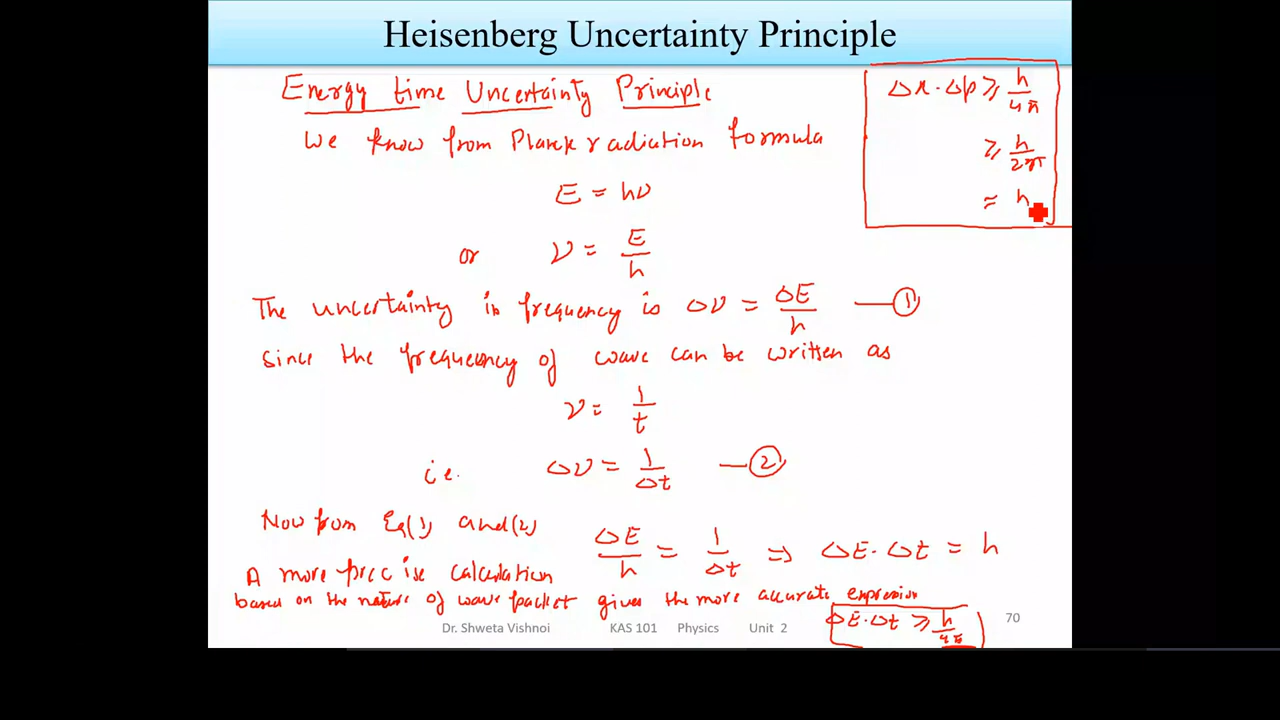 Heisenberg Uncertainty Principle
Energy time Uncertainty Principle
Δx·Δp ≥ h/4π
≥ h/2π
≈ h
We know from Planck radiation formula
E = hν
or ν = E/h
The uncertainty in frequency is Δν = ΔE/h —①
Since the frequency of wave can be written as
ν = 1/t
i.e. Δν = 1/Δt —②
Now from Eq(1) and(2) ΔE/h = 1/Δt ⇒ ΔE·Δt = h
A more precise calculation
based on the nature of wave packet gives the more accurate expression
ΔE·Δt ≥ h/4π
Dr. Shweta Vishnoi KAS 101 Physics Unit 2 70